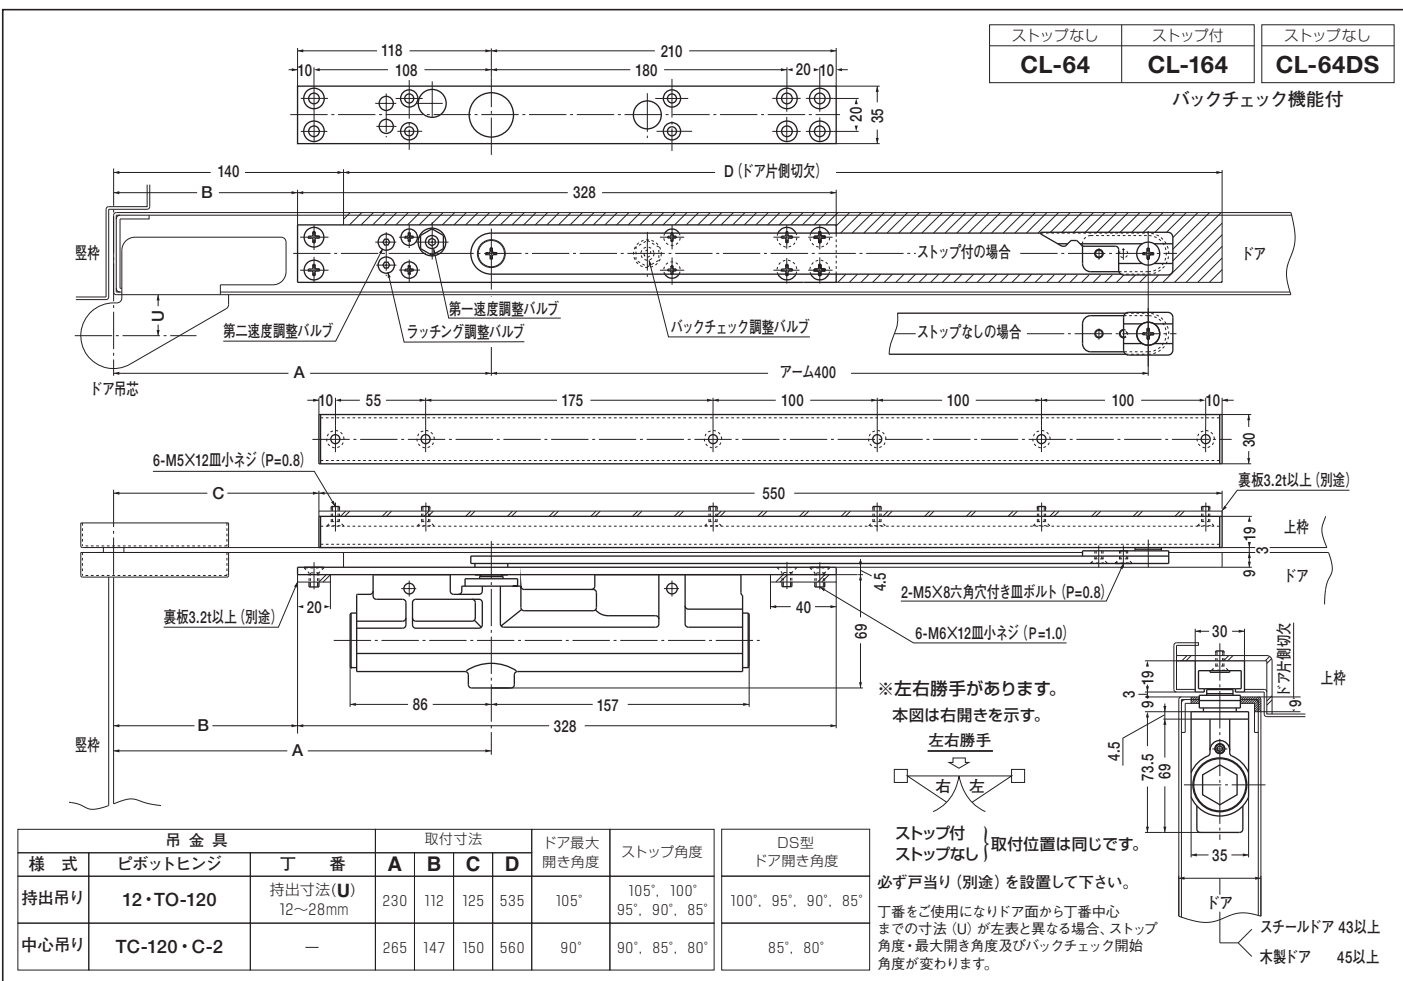 ストップなし ストップ付 ストップなし
CL-64 CL-164 CL-64DS
バックチェック機能付
118 210
10 108 180 20 10
20 35
140 D(ドア片側切欠)
B 328
竪枠
ストップ付の場合
ドア
U
第一速度調整バルブ
第二速度調整バルブ ラッチング調整バルブ バックチェック調整バルブ
ストップなしの場合
A アーム400
ドア吊芯
10 55 175 100 100 100 10
30
6-M5×12皿小ネジ(P=0.8)
裏板3.2t以上(別途)
C 550
19 上枠
3
9 ドア
4.5
2-M5×8六角穴付き皿ボルト(P=0.8)
20 40
裏板3.2t以上(別途)
69
6-M6×12皿小ネジ(P=1.0)
86 157
B 328
竪枠
A
※左右勝手があります。
本図は右開きを示す。
左右勝手
右 左
ストップ付
ストップなし
取付位置は同じです。
必ず戸当り(別途)を設置して下さい。
丁番をご使用になりドア面から丁番中心
までの寸法(U)が左表と異なる場合、ストップ
角度・最大開き角度及びバックチェック開始
角度が変わります。
30
ドア片側切欠
上枠
19
3
9 9
4.5
73.5
69
35
ドア
スチールドア 43以上
木製ドア 45以上
吊金具 取付寸法 ドア最大開き角度 ストップ角度 DS型ドア開き角度
様式 ピボットヒンジ 丁番 A B C D
持出吊り 12・TO-120 持出寸法(U) 12〜28mm 230 112 125 535 105° 105°, 100° 95°, 90°, 85° 100°, 95°, 90°, 85°
中心吊り TC-120・C-2 — 265 147 150 560 90° 90°, 85°, 80° 85°, 80°